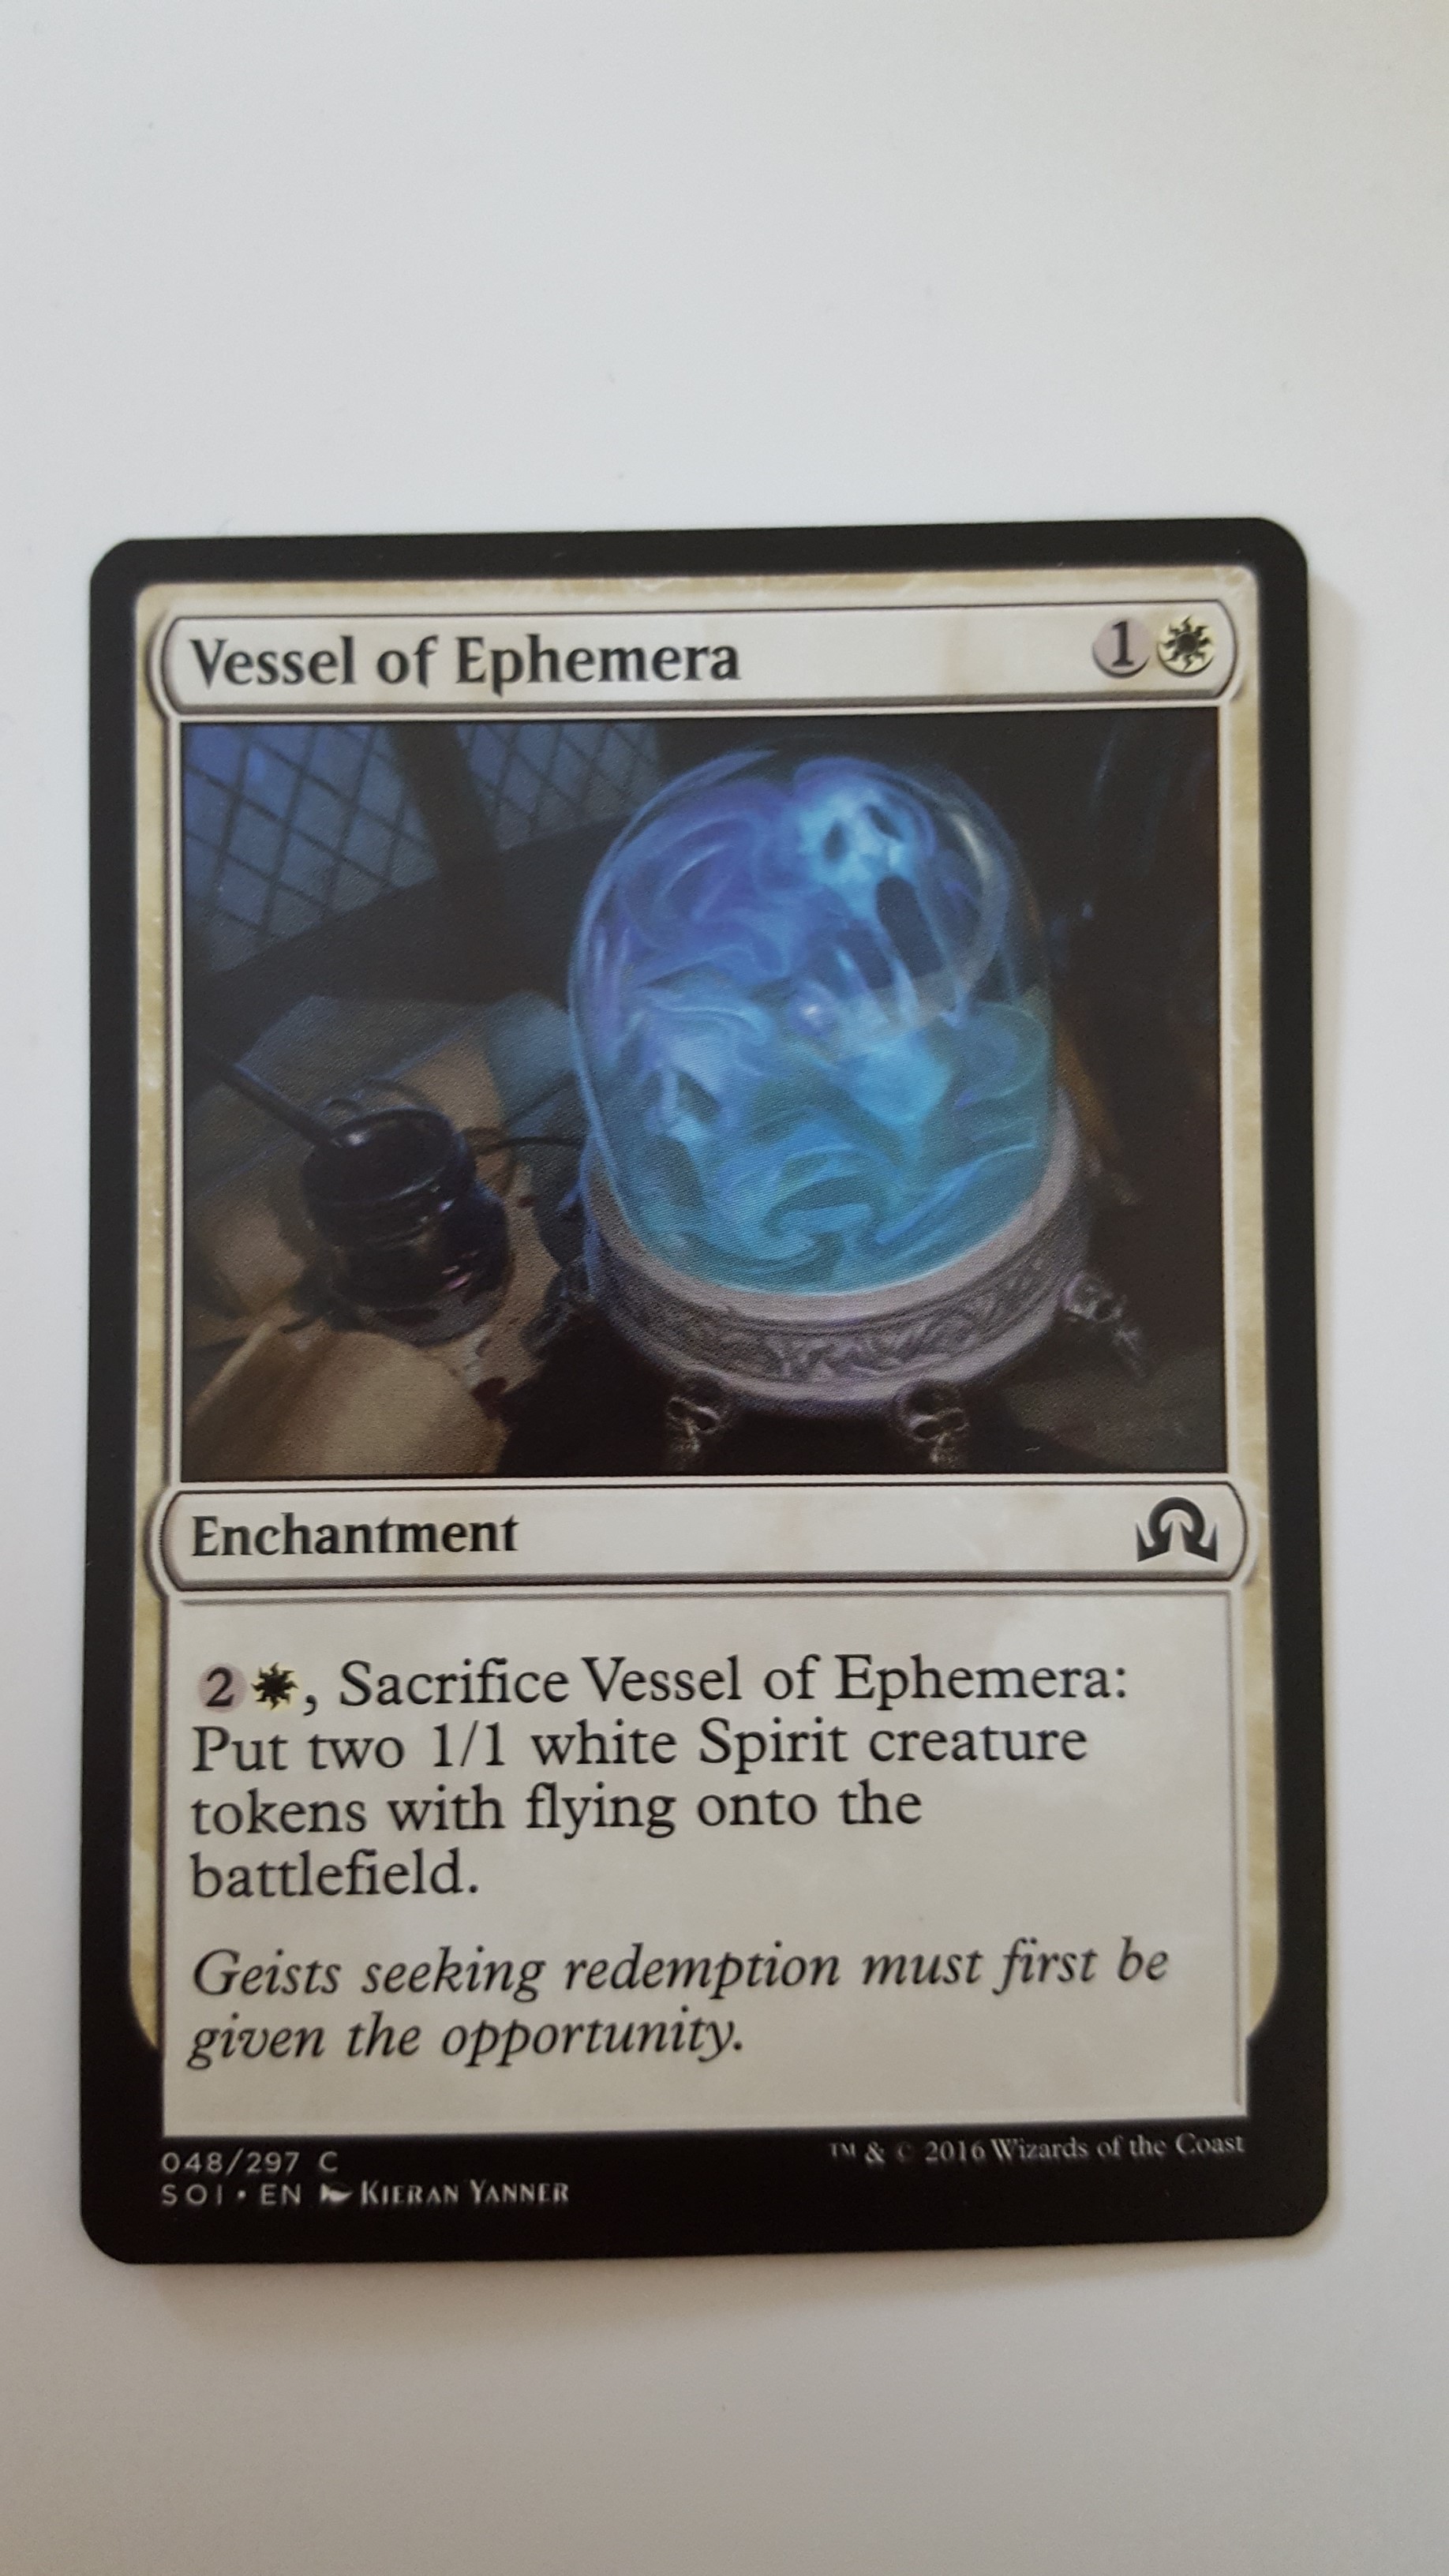 Vessel of Ephemera 1
Enchantment
2, Sacrifice Vessel of Ephemera:
Put two 1/1 white Spirit creature
tokens with flying onto the
battlefield.
Geists seeking redemption must first be
given the opportunity.
048/297 C
SOI • EN KIERAN YANNER
™ & © 2016 Wizards of the Coast